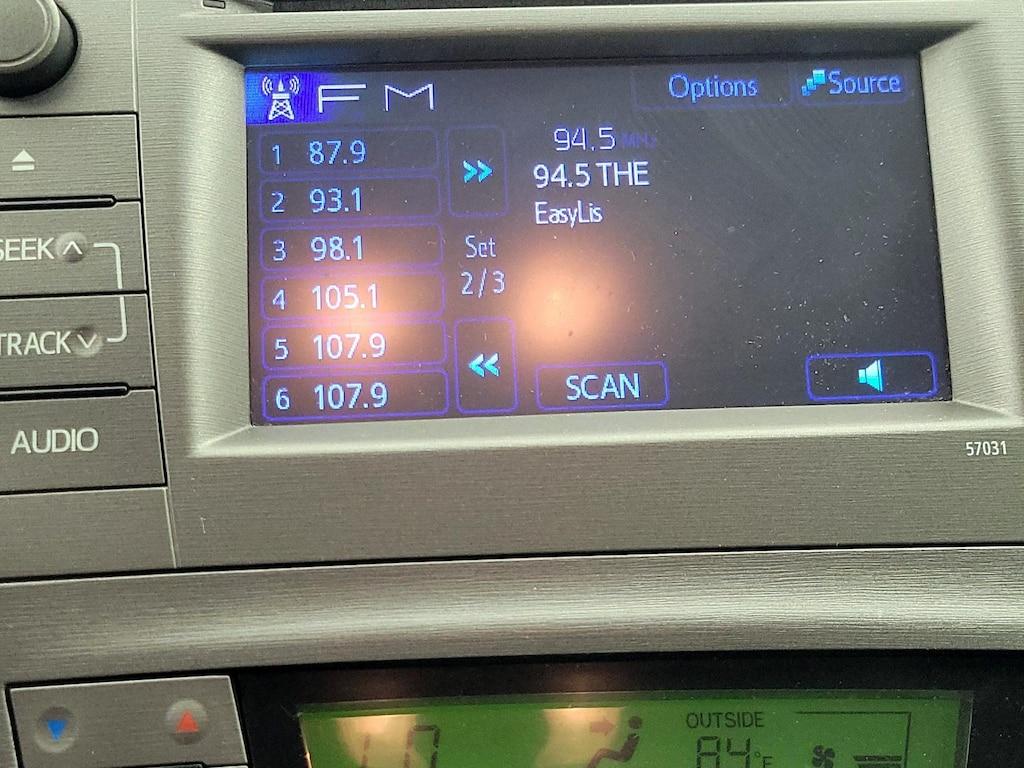 FM
Options
Source
1 87.9
2 93.1
3 98.1
4 105.1
5 107.9
6 107.9
Set
2/3
94.5 MHz
94.5 THE
EasyLis
SCAN
SEEK
TRACK
AUDIO
57031
OUTSIDE
84°F